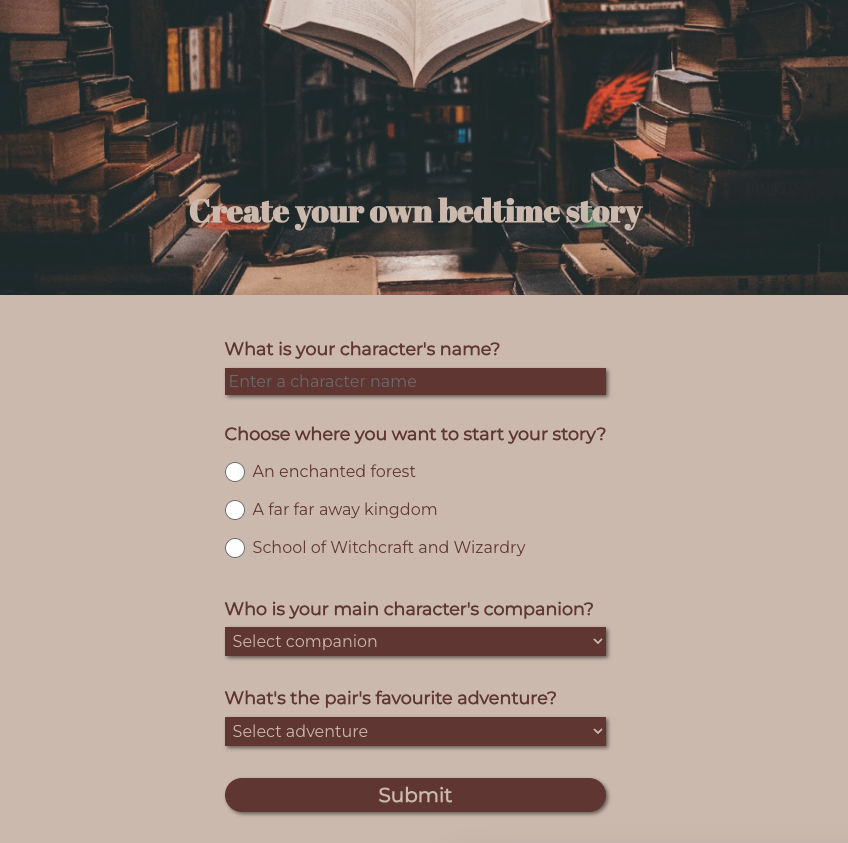 Create your own bedtime story
What is your character's name?
Enter a character name
Choose where you want to start your story?
An enchanted forest
A far far away kingdom
School of Witchcraft and Wizardry
Who is your main character's companion?
Select companion
What's the pair's favourite adventure?
Select adventure
Submit